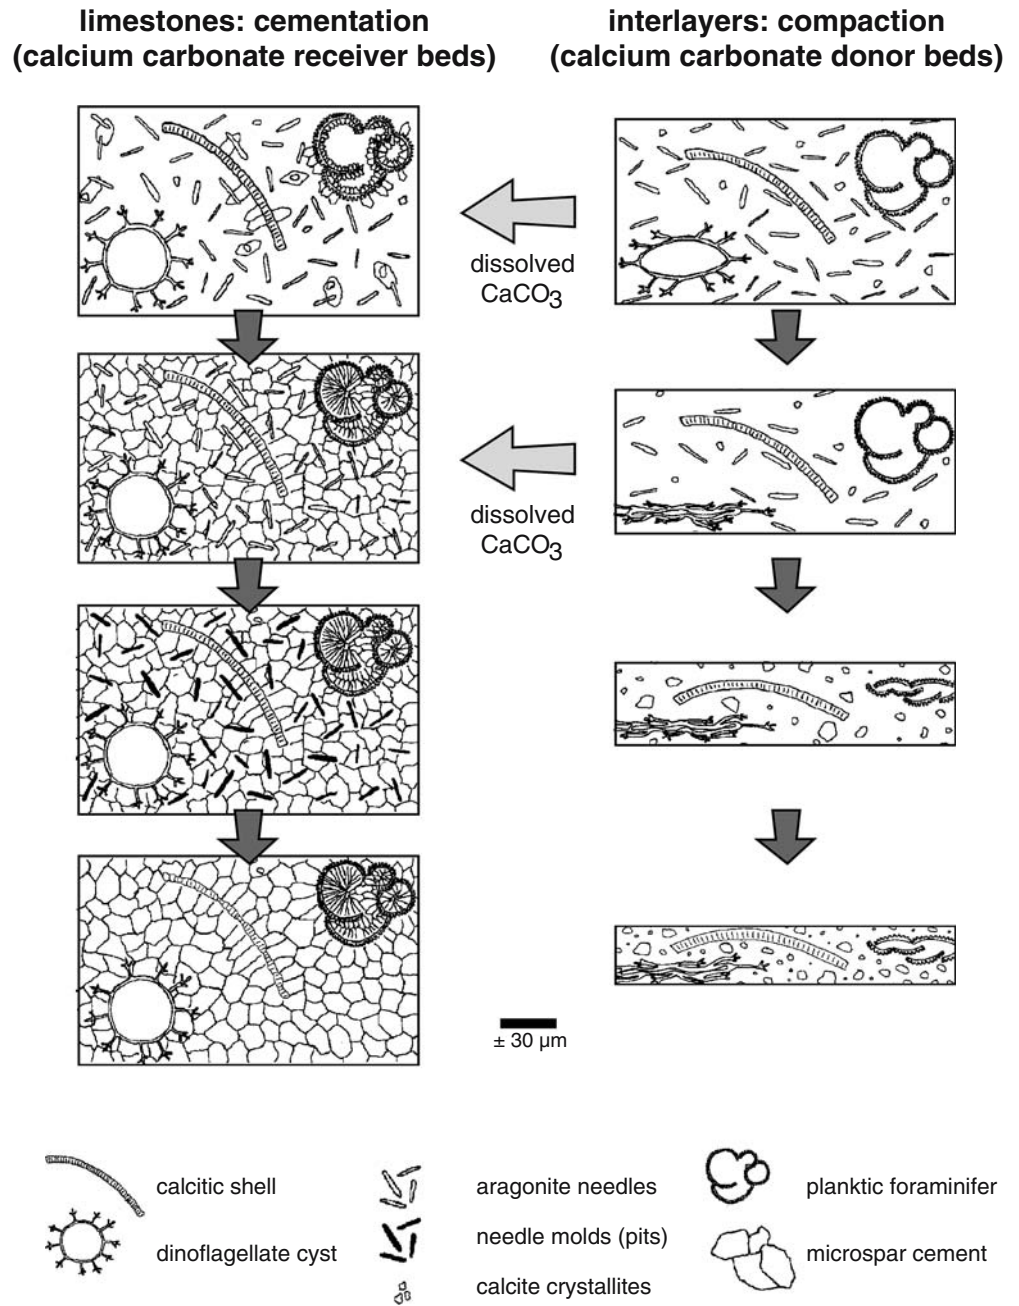 limestones: cementation
(calcium carbonate receiver beds)
interlayers: compaction
(calcium carbonate donor beds)
dissolved
CaCO3
dissolved
CaCO3
± 30 µm
calcitic shell
aragonite needles
planktic foraminifer
dinoflagellate cyst
needle molds (pits)
microspar cement
calcite crystallites